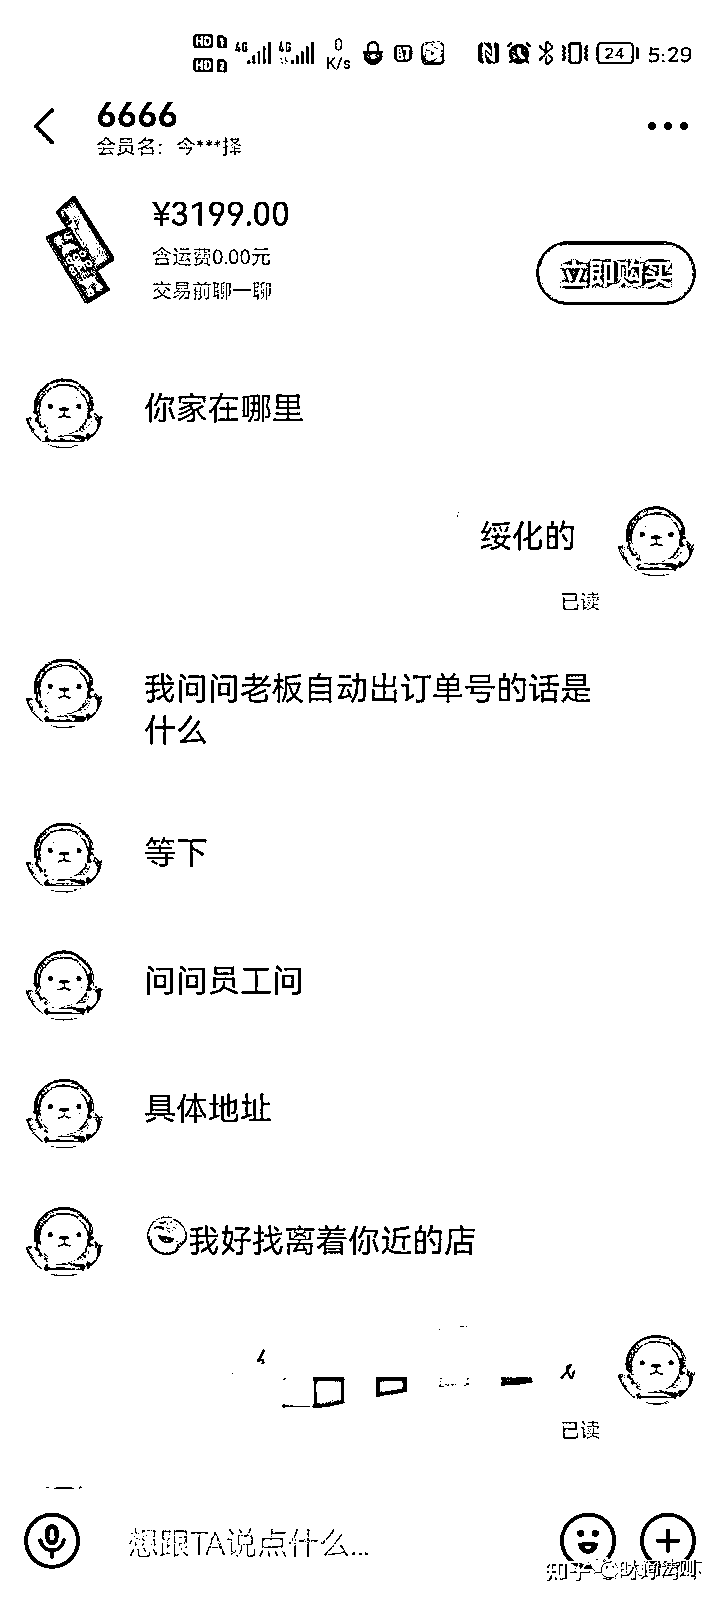 HD 1
HD 2
4G
4G
0
K/s
24
5:29
6666
会员名：今***择
¥3199.00
含运费0.00元
交易前聊一聊
立即购买
你家在哪里
绥化的
已读
我问问老板自动出订单号的话是
什么
等下
问问员工问
具体地址
我好找离着你近的店
已读
想跟TA说点什么...
知乎